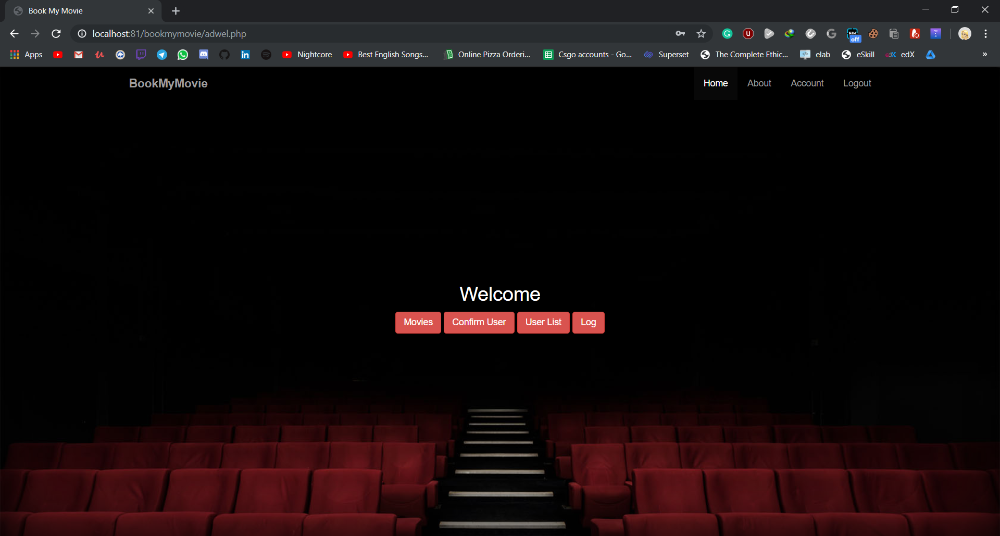 Book My Movie
localhost:81/bookmymovie/adwel.php
off
Apps
Nightcore
Best English Songs...
Online Pizza Orderi...
Csgo accounts - Go...
Superset
The Complete Ethic...
elab
eSkill
edX
»
BookMyMovie
Home
About
Account
Logout
Welcome
Movies
Confirm User
User List
Log